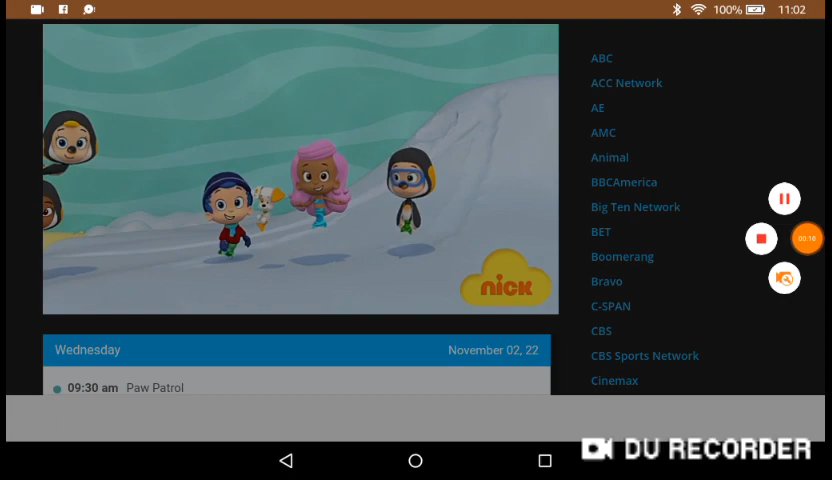 100% 11:02
nick
ABC
ACC Network
AE
AMC
Animal
BBCAmerica
Big Ten Network
BET
Boomerang
Bravo
C-SPAN
CBS
CBS Sports Network
Cinemax
00:16
Wednesday November 02, 22
09:30 am Paw Patrol
DU RECORDER